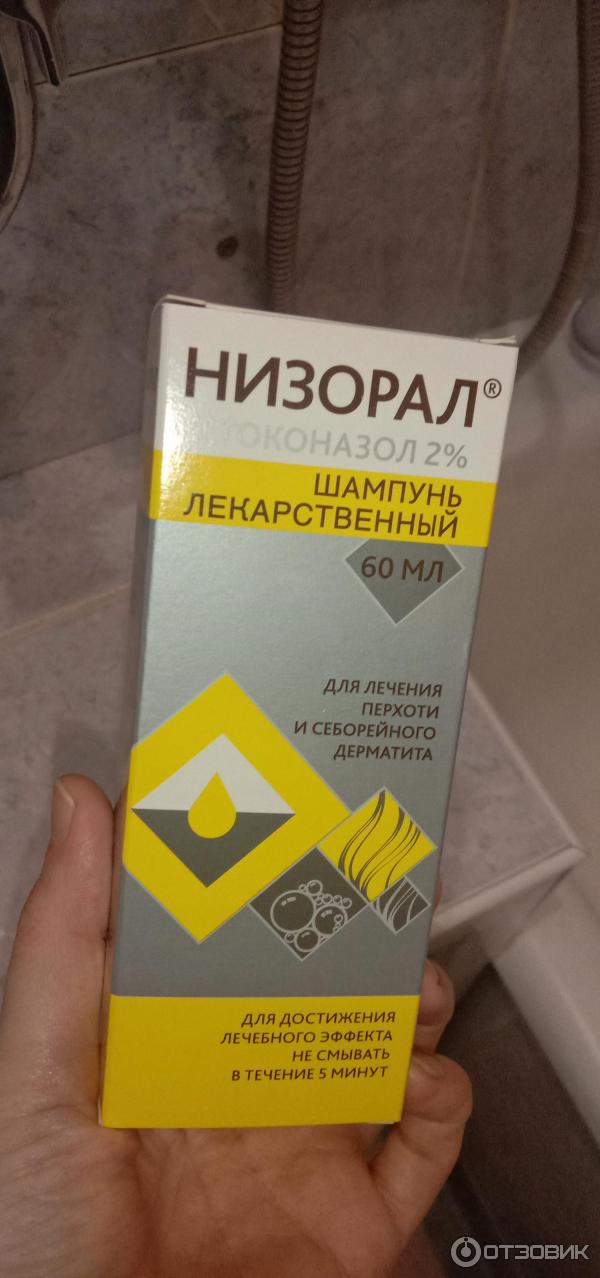 НИЗОРАЛ®
КЕТОКОНАЗОЛ 2%
ШАМПУНЬ
ЛЕКАРСТВЕННЫЙ
60 МЛ
ДЛЯ ЛЕЧЕНИЯ
ПЕРХОТИ
И СЕБОРЕЙНОГО
ДЕРМАТИТА
ДЛЯ ДОСТИЖЕНИЯ
ЛЕЧЕБНОГО ЭФФЕКТА
НЕ СМЫВАТЬ
В ТЕЧЕНИЕ 5 МИНУТ
ОТЗОВИК